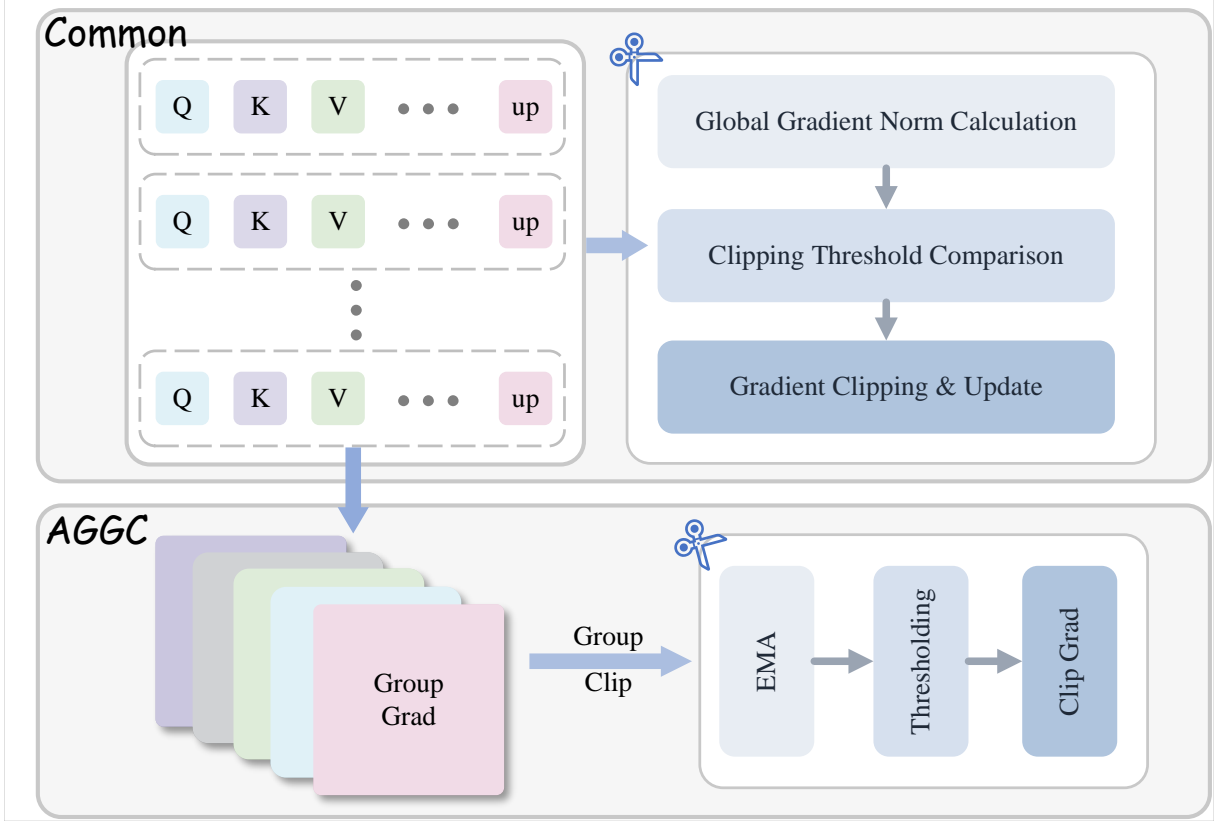 Common
Q K V up
Q K V up
Q K V up
Global Gradient Norm Calculation
Clipping Threshold Comparison
Gradient Clipping & Update
AGGC
Group
Grad
Group
Clip
EMA
Thresholding
Clip Grad